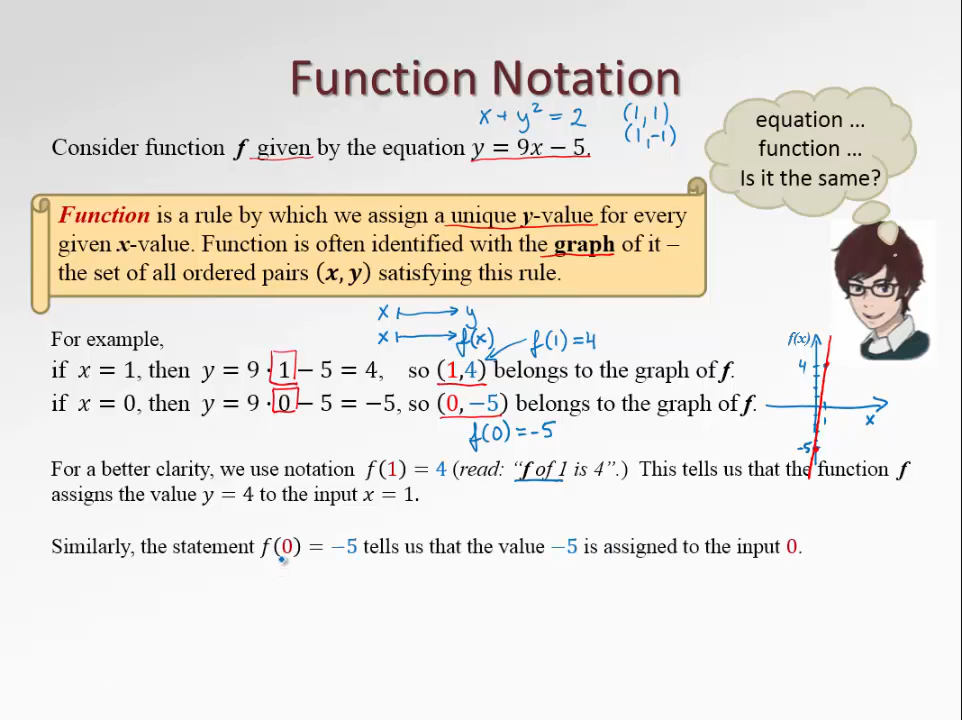 Function Notation
x + y² = 2 (1, 1)
(1, -1)
Consider function f given by the equation y = 9x − 5.
equation ...
function ...
Is it the same?
Function is a rule by which we assign a unique y-value for every
given x-value. Function is often identified with the graph of it –
the set of all ordered pairs (x, y) satisfying this rule.
x ↦ y
x ↦ f(x) f(1) = 4
For example,
if x = 1, then y = 9 · 1 − 5 = 4, so (1,4) belongs to the graph of f.
if x = 0, then y = 9 · 0 − 5 = −5, so (0, −5) belongs to the graph of f.
f(0) = -5
f(x)
4
1
x
-5
For a better clarity, we use notation f(1) = 4 (read: “f of 1 is 4”.) This tells us that the function f
assigns the value y = 4 to the input x = 1.
Similarly, the statement f(0) = −5 tells us that the value −5 is assigned to the input 0.